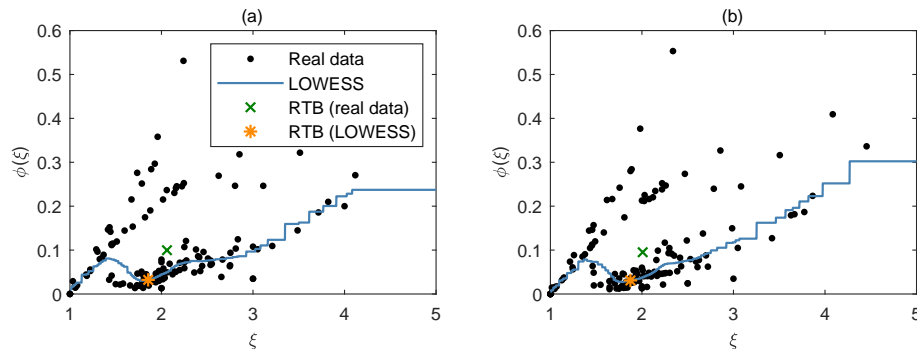 (a)
0.6
0.5
0.4
0.3
0.2
0.1
0
ϕ(ξ)
Real data
LOWESS
RTB (real data)
RTB (LOWESS)
1 2 3 4 5
ξ
(b)
0.6
0.5
0.4
0.3
0.2
0.1
0
ϕ(ξ)
1 2 3 4 5
ξ